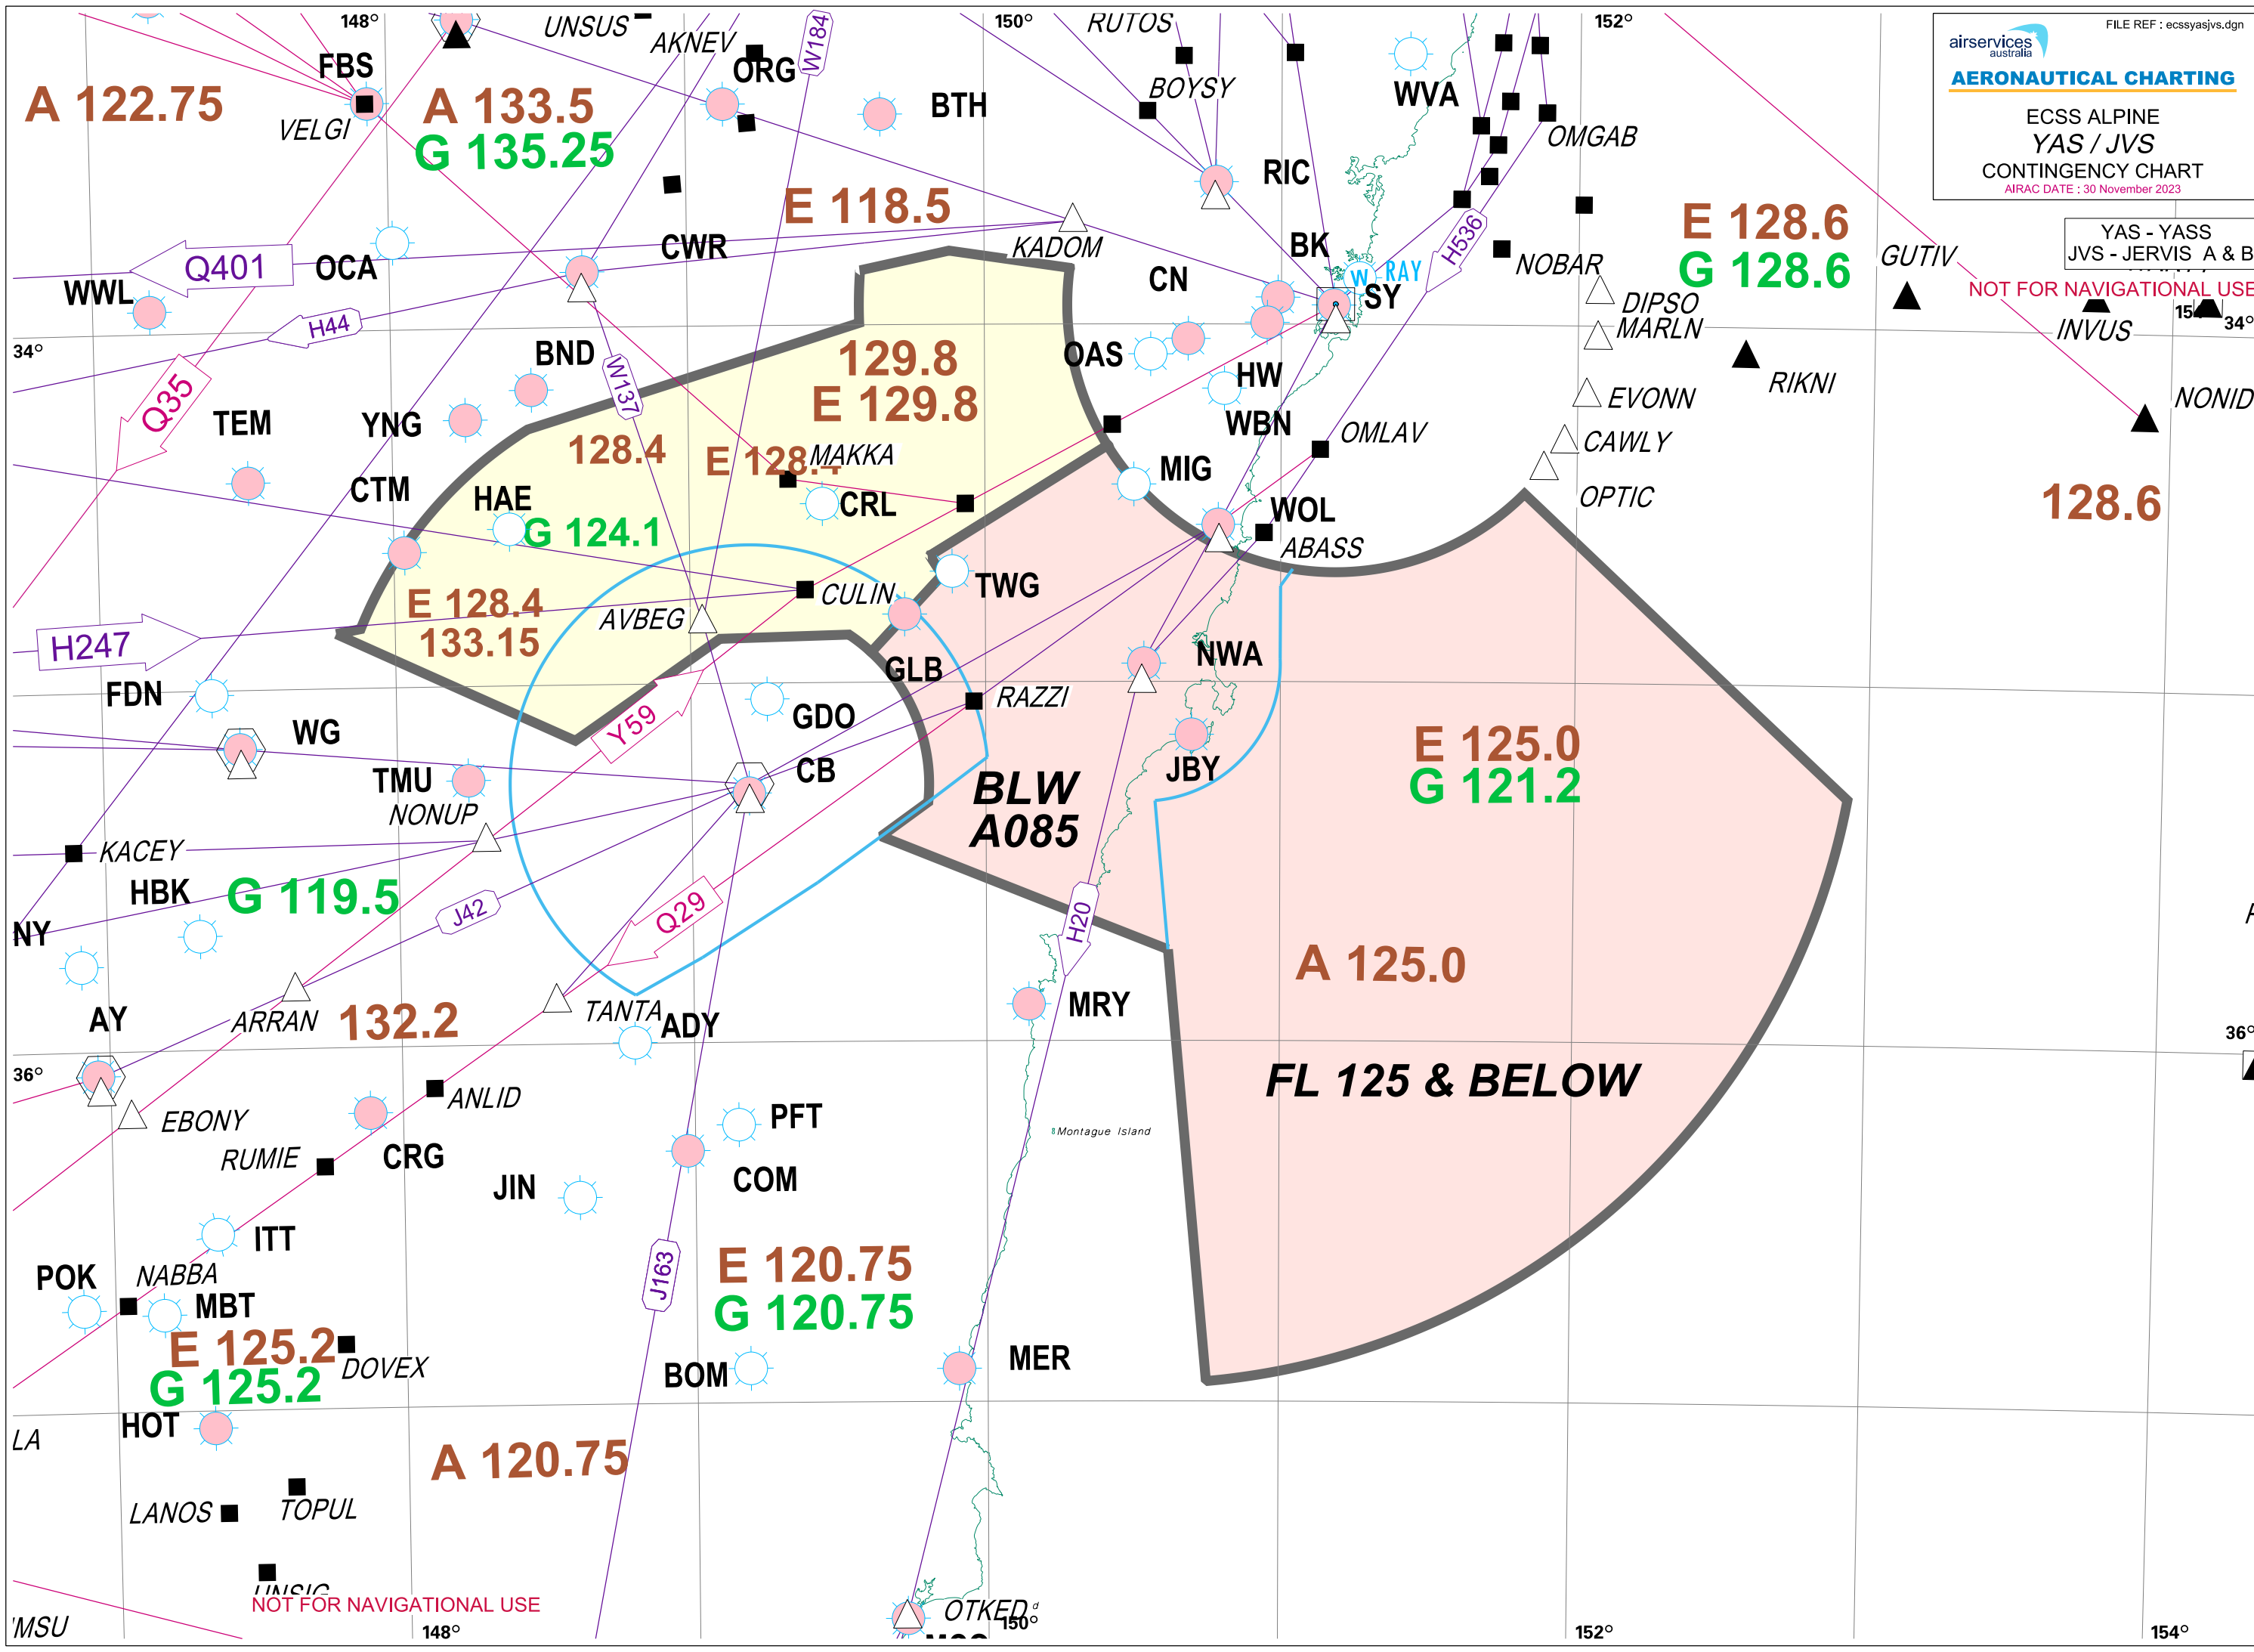 148°
UNSUS
AKNEV
W184
150°
RUTOS
152°
FILE REF : ecssyasjvs.dgn
airservices
australia
AERONAUTICAL CHARTING
ECSS ALPINE
YAS / JVS
CONTINGENCY CHART
AIRAC DATE : 30 November 2023
YAS - YASS
JVS - JERVIS A & B
NOT FOR NAVIGATIONAL USE
FBS
A 122.75
VELGI
A 133.5
G 135.25
ORG
BTH
BOYSY
WVA
OMGAB
RIC
E 118.5
KADOM
CWR
OCA
Q401
WWL
H44
BK
CN
W RAY
SY
H536
NOBAR
E 128.6
G 128.6
GUTIV
DIPSO
MARLN
INVUS
34°
34°
RIKNI
EVONN
NONID
CAWLY
OPTIC
128.6
Q35
BND
W137
129.8
E 129.8
OAS
HW
WBN
OMLAV
TEM
YNG
128.4
E 128.4
MAKKA
MIG
CTM
HAE
CRL
G 124.1
WOL
ABASS
E 128.4
133.15
AVBEG
CULIN
TWG
H247
FDN
GLB
NWA
WG
GDO
RAZZI
Y59
TMU
NONUP
CB
BLW
A085
JBY
E 125.0
G 121.2
KACEY
HBK
G 119.5
J42
Q29
H20
NY
A 125.0
AY
ARRAN
132.2
TANTA
ADY
MRY
36°
36°
EBONY
ANLID
FL 125 & BELOW
PFT
Montague Island
RUMIE
CRG
JIN
COM
ITT
POK
NABBA
MBT
J163
E 120.75
G 120.75
E 125.2
G 125.2
DOVEX
BOM
MER
HOT
LA
A 120.75
LANOS
TOPUL
UNSIG
NOT FOR NAVIGATIONAL USE
MSU
148°
OTKED
150°
152°
154°